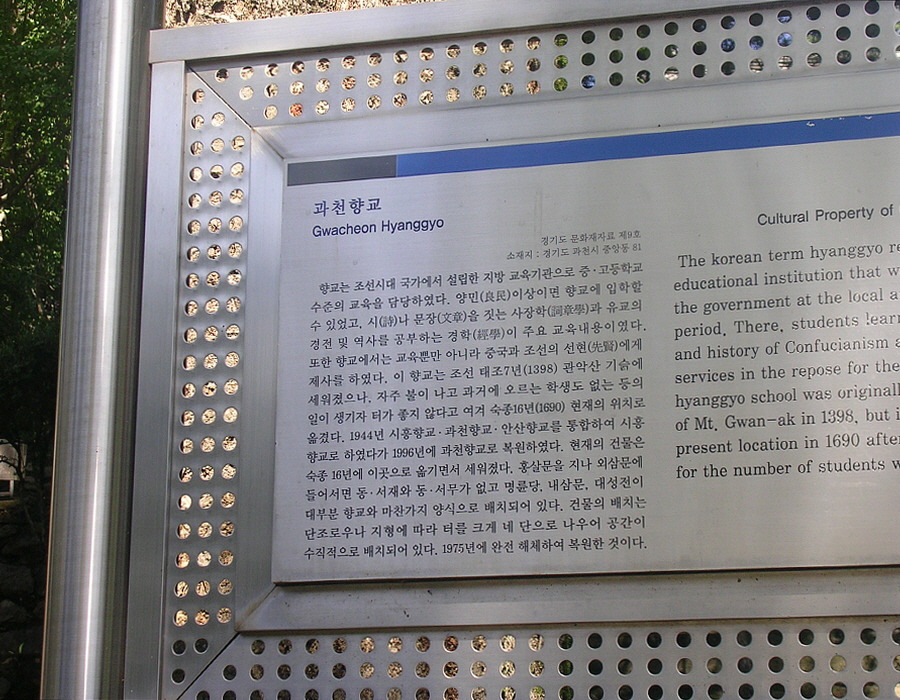 과천향교
Gwacheon Hyanggyo
경기도 문화재자료 제9호
소재지 : 경기도 과천시 중앙동 81
향교는 조선시대 국가에서 설립한 지방 교육기관으로 중·고등학교
수준의 교육을 담당하였다. 양민(良民)이상이면 향교에 입학할
수 있었고, 시(詩)나 문장(文章)을 짓는 사장학(詞章學)과 유교의
경전 및 역사를 공부하는 경학(經學)이 주요 교육내용이였다.
또한 향교에서는 교육뿐만 아니라 중국과 조선의 선현(先賢)에게
제사를 하였다. 이 향교는 조선 태조7년(1398) 관악산 기슭에
세워졌으나, 자주 불이 나고 과거에 오르는 학생도 없는 등의
일이 생기자 터가 좋지 않다고 여겨 숙종16년(1690) 현재의 위치로
옮겼다. 1944년 시흥향교·과천향교·안산향교를 통합하여 시흥
향교로 하였다가 1996년에 과천향교로 복원하였다. 현재의 건물은
숙종 16년에 이곳으로 옮기면서 세워졌다. 홍살문을 지나 외삼문에
들어서면 동·서재와 동·서무가 없고 명륜당, 내삼문, 대성전이
대부분 향교와 마찬가지 양식으로 배치되어 있다. 건물의 배치는
단조로우나 지형에 따라 터를 크게 네 단으로 나누어 공간이
수직적으로 배치되어 있다. 1975년에 완전 해체하여 복원한 것이다.
Cultural Property of
The korean term hyanggyo re
educational institution that w
the government at the local a
period. There, students learn
and history of Confucianism a
services in the repose for the
hyanggyo school was originall
of Mt. Gwan-ak in 1398, but i
present location in 1690 after
for the number of students w